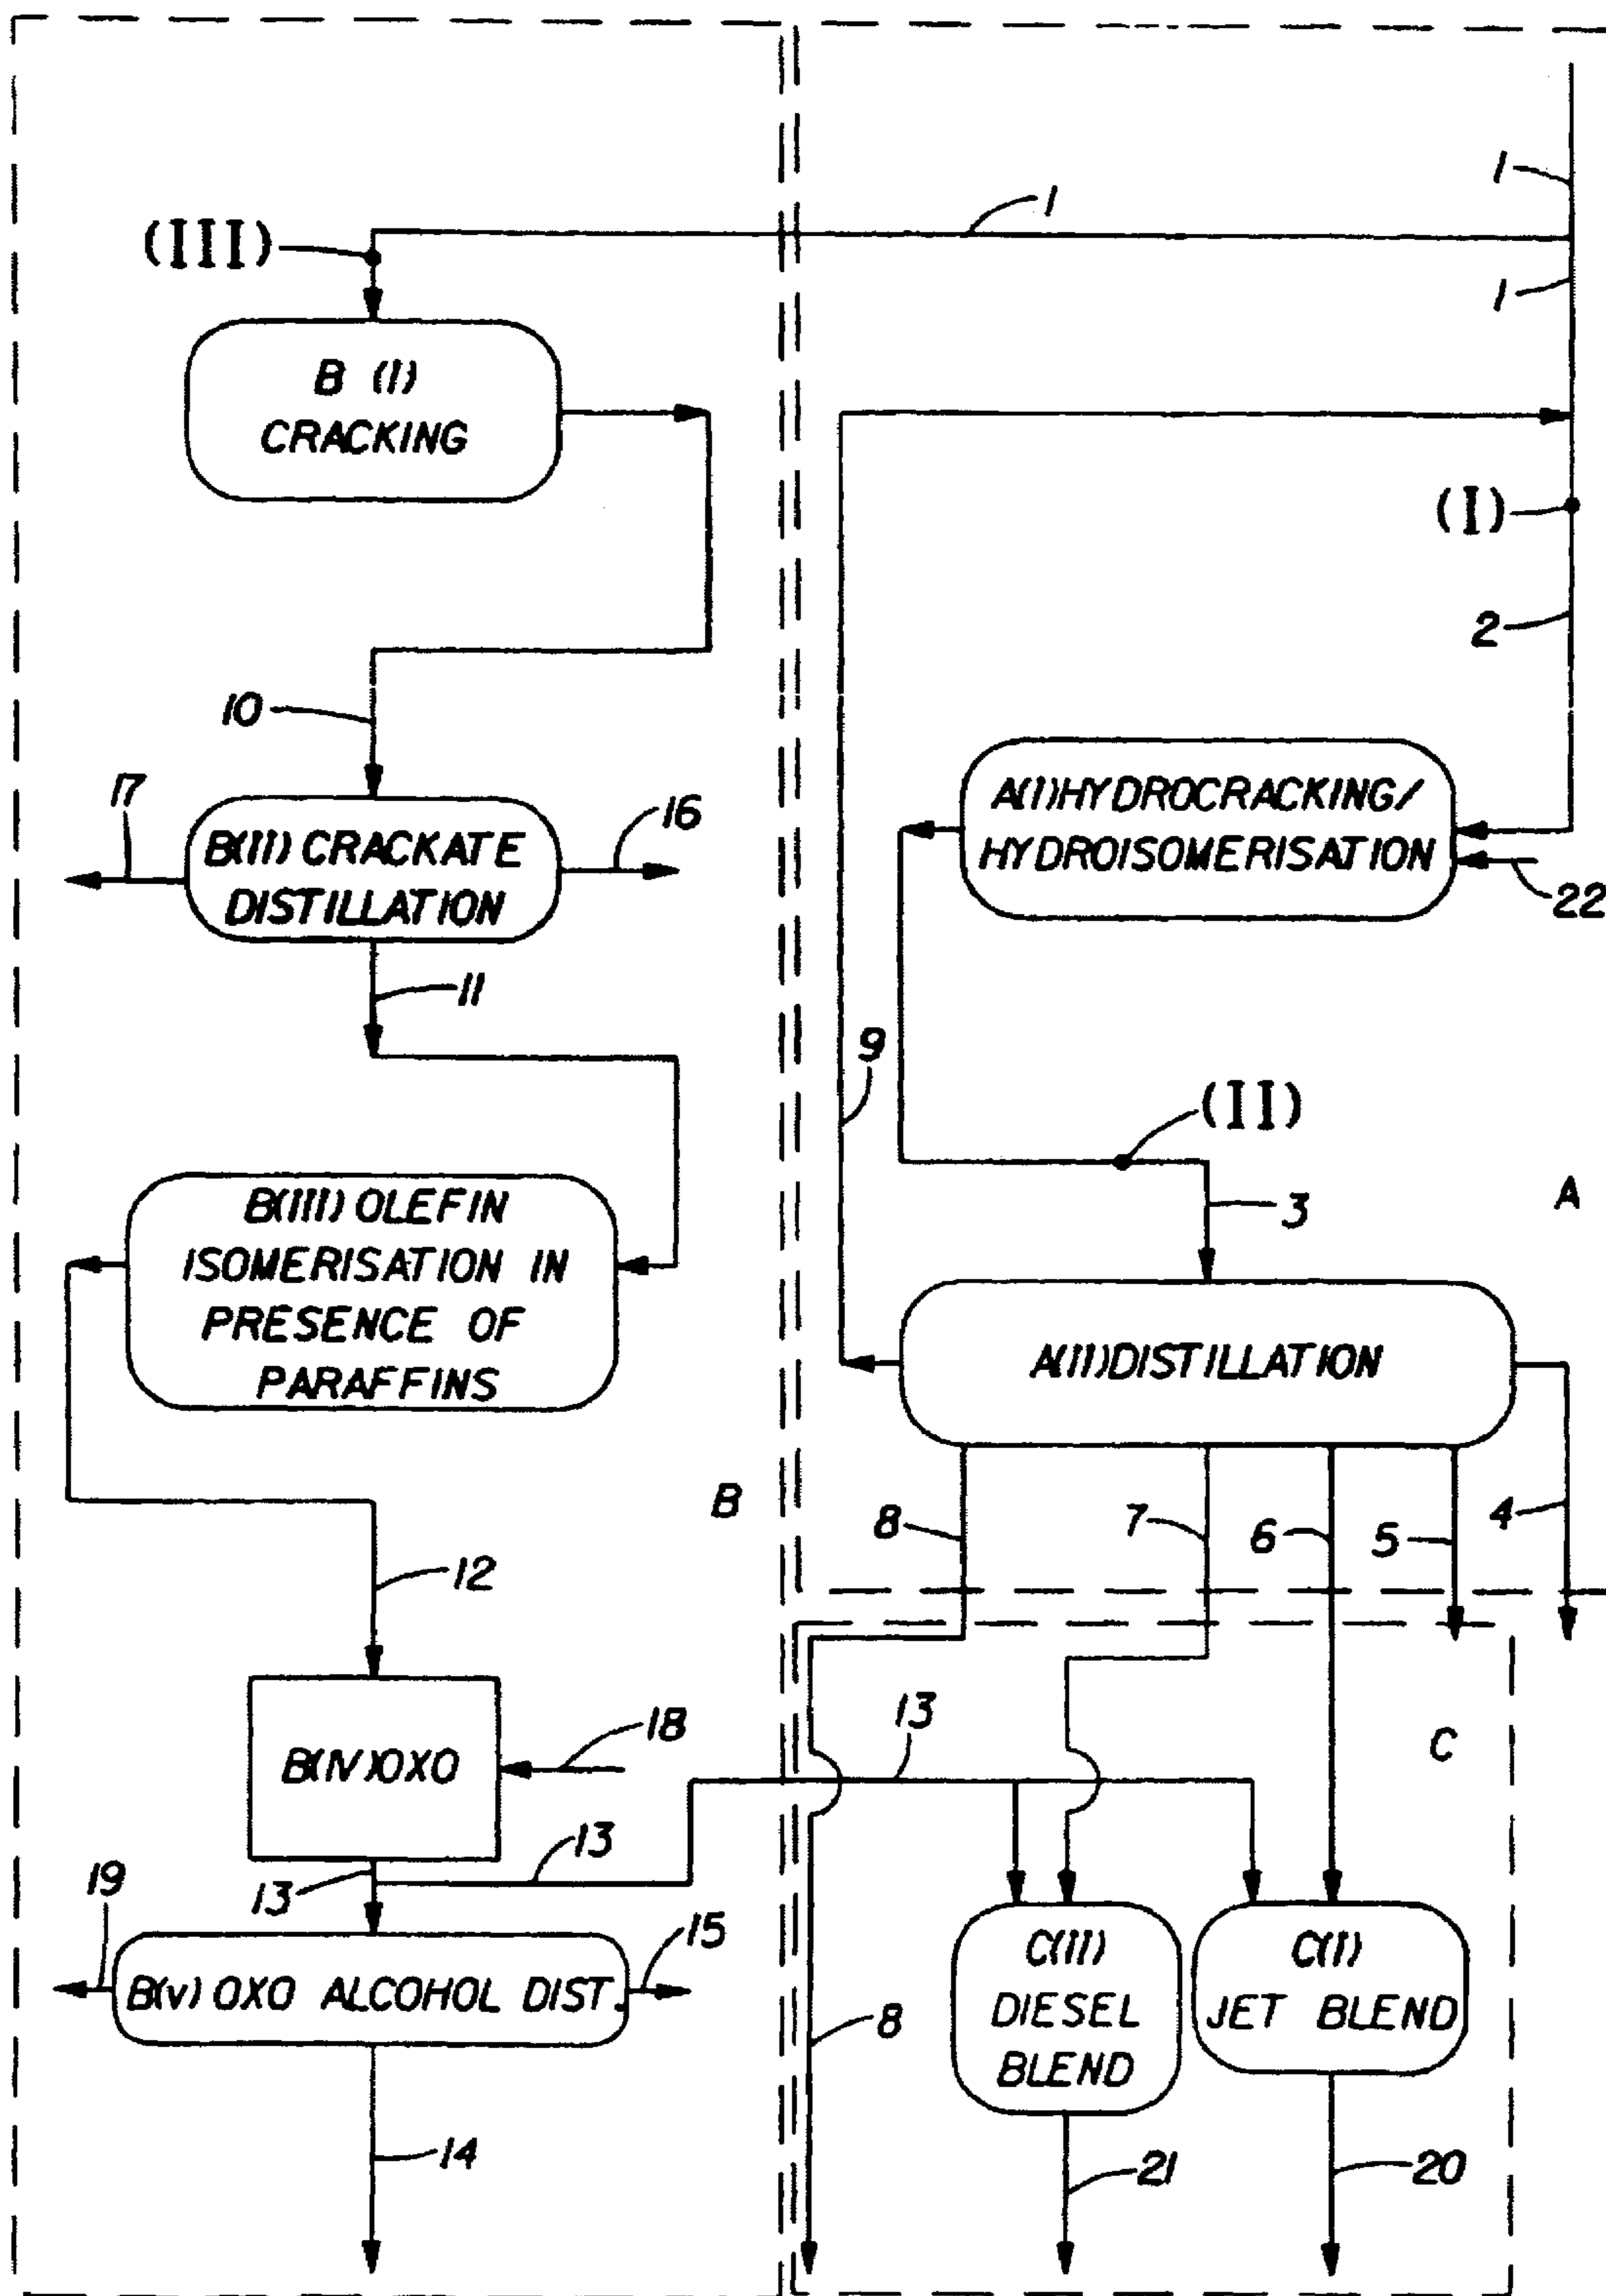 1
1
1
(III)
B (I)
CRACKING
(I)
2
10
A(I)HYDROCRACKING/
HYDROISOMERISATION
22
17
16
B(II) CRACKATE
DISTILLATION
11
9
(II)
3
A
B(III) OLEFIN
ISOMERISATION IN
PRESENCE OF
PARAFFINS
A(II)DISTILLATION
B
8
7
6
5
4
12
B(IV)OXO
18
13
C
13
13
19
15
B(V) OXO ALCOHOL DIST.
C(II)
DIESEL
BLEND
C(I)
JET BLEND
8
14
21
20